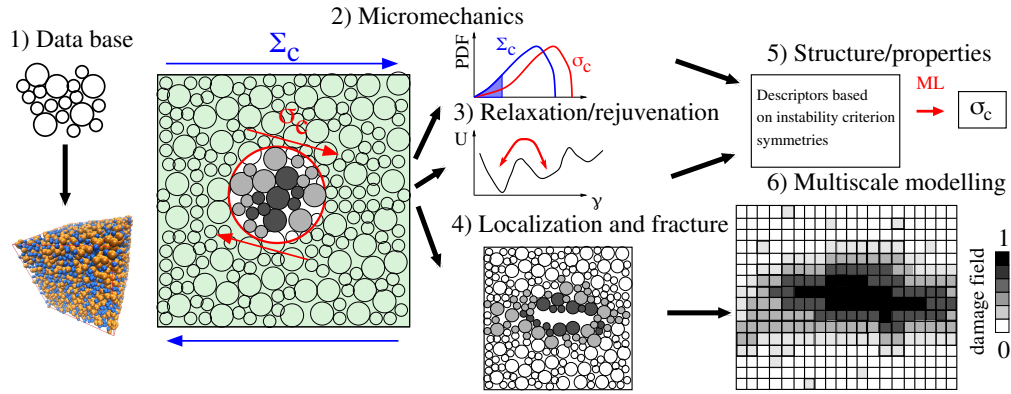 2) Micromechanics
1) Data base
Σc
σc
PDF
Σc
σc
3) Relaxation/rejuvenation
U
γ
4) Localization and fracture
5) Structure/properties
Descriptors based
on instability criterion
symmetries
ML
σc
6) Multiscale modelling
1
damage field
0